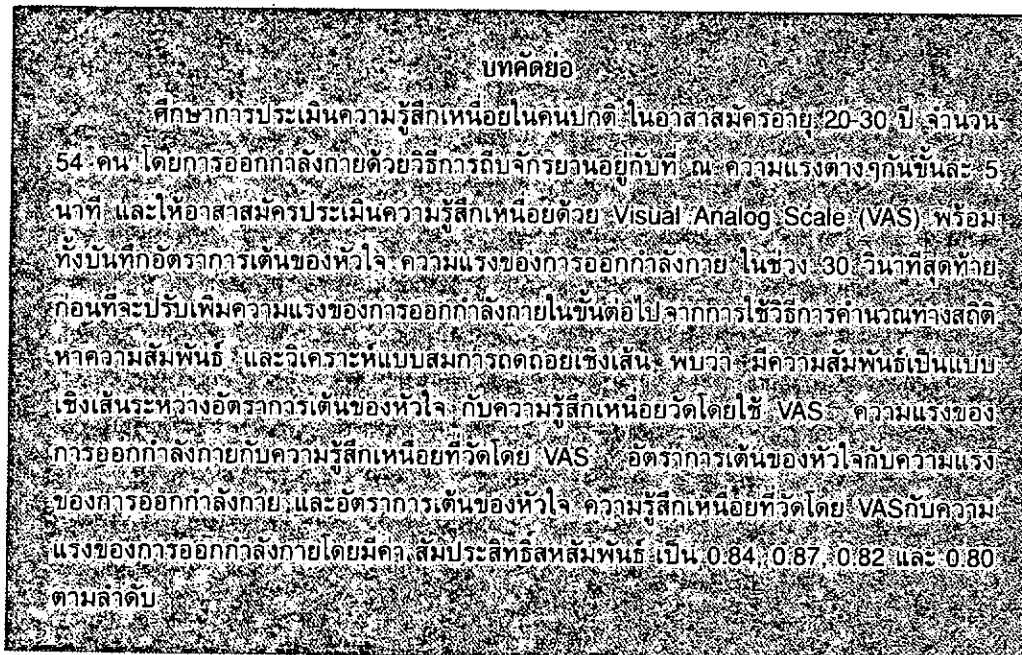 บทคัดย่อ
ศึกษาการประเมินความรู้สึกเหนื่อยในคนปกติ ในอาสาสมัครอายุ 20-30 ปี จำนวน
54 คน โดยการออกกำลังกายด้วยวิธีการถีบจักรยานอยู่กับที่ ณ ความแรงต่างๆกันขั้นละ 5
นาที และให้อาสาสมัครประเมินความรู้สึกเหนื่อยด้วย Visual Analog Scale (VAS) พร้อม
ทั้งบันทึกอัตราการเต้นของหัวใจ ความแรงของการออกกำลังกาย ในช่วง 30 วินาทีสุดท้าย
ก่อนที่จะปรับเพิ่มความแรงของการออกกำลังกายในขั้นต่อไป จากการใช้วิธีการคำนวณทางสถิติ
หาความสัมพันธ์ และวิเคราะห์แบบสมการถดถอยเชิงเส้น พบว่า มีความสัมพันธ์เป็นแบบ
เชิงเส้นระหว่างอัตราการเต้นของหัวใจ กับความรู้สึกเหนื่อยวัดโดยใช้ VAS ความแรงของ
การออกกำลังกายกับความรู้สึกเหนื่อยที่วัดโดย VAS อัตราการเต้นของหัวใจกับความแรง
ของการออกกำลังกาย และอัตราการเต้นของหัวใจ ความรู้สึกเหนื่อยที่วัดโดย VASกับความ
แรงของการออกกำลังกายโดยมีค่า สัมประสิทธิ์สหสัมพันธ์ เป็น 0.84, 0.87, 0.82 และ 0.80
ตามลำดับ